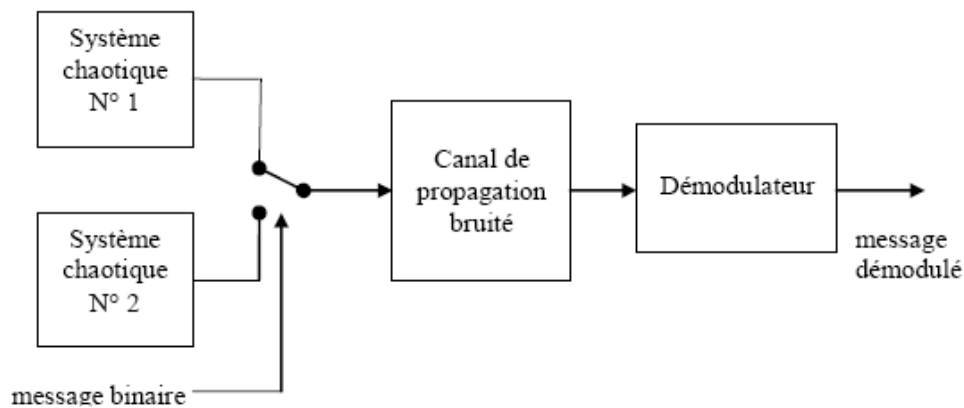 Système
chaotique
N° 1
Système
chaotique
N° 2
message binaire
Canal de
propagation
bruité
Démodulateur
message
démodulé